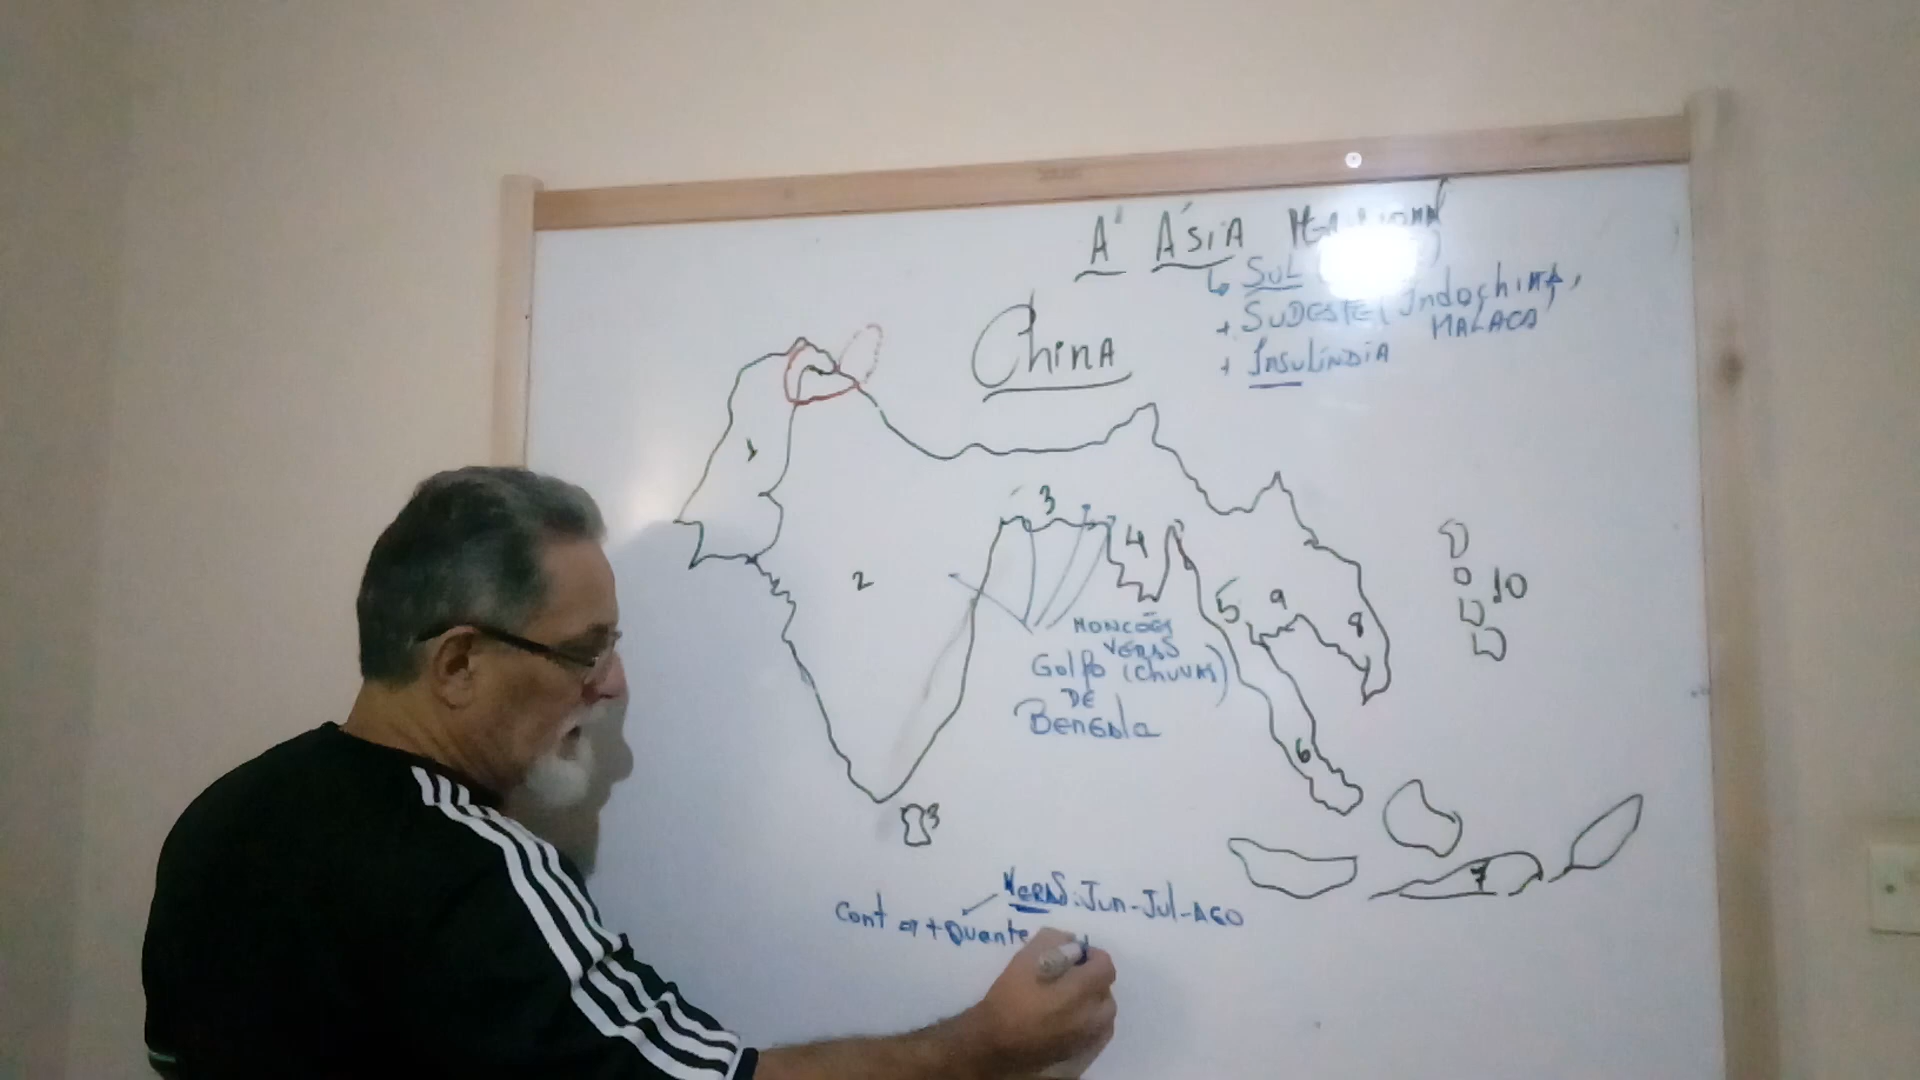 A ÁSIA
↳ SUL
+ SUDESTE (Indochina,
MALACA
+ InSULÍNDIA
China
1
2
3
4
5
9
8
10
MONÇÕES
VERÃO
Golfo (Chuvas)
DE
BENGALA
6
7
3
VERÃO: Jun-Jul-AGO
Cont + Quente